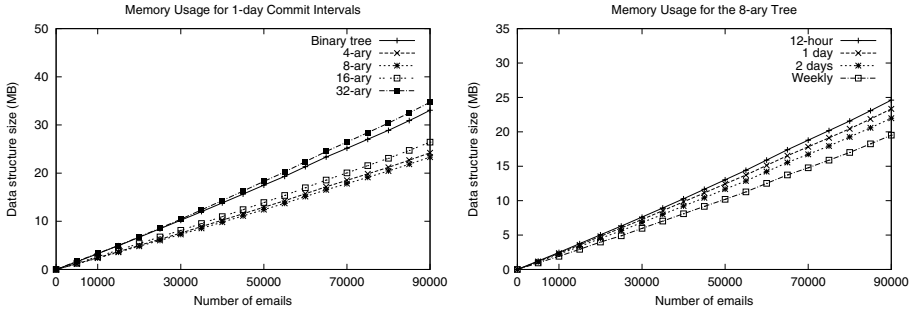 Memory Usage for 1-day Commit Intervals
50
40
30
20
10
0
Data structure size (MB)
Binary tree
4-ary
8-ary
16-ary
32-ary
0 10000 30000 50000 70000 90000
Number of emails
Memory Usage for the 8-ary Tree
35
30
25
20
15
10
5
0
Data structure size (MB)
12-hour
1 day
2 days
Weekly
0 10000 30000 50000 70000 90000
Number of emails